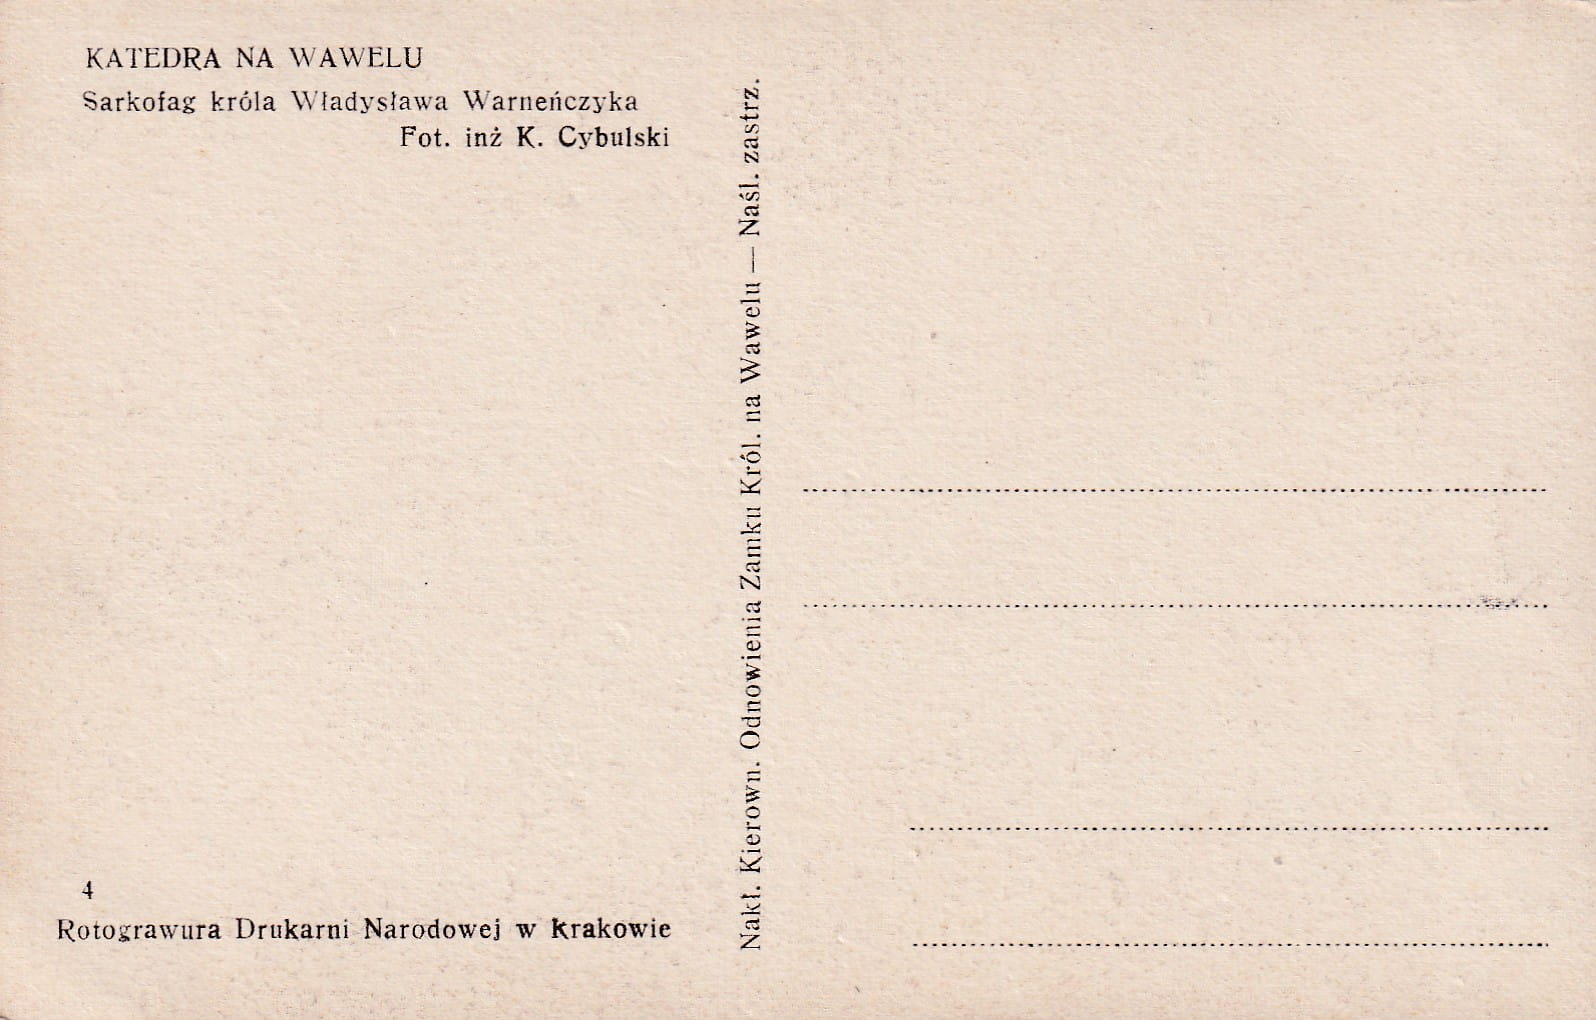 KATEDRA NA WAWELU
Sarkofag króla Władysława Warneńczyka
Fot. inż K. Cybulski
Nakł. Kierown. Odnowienia Zamku Król. na Wawelu — Naśl. zastrz.
4
Rotograwura Drukarni Narodowej w Krakowie